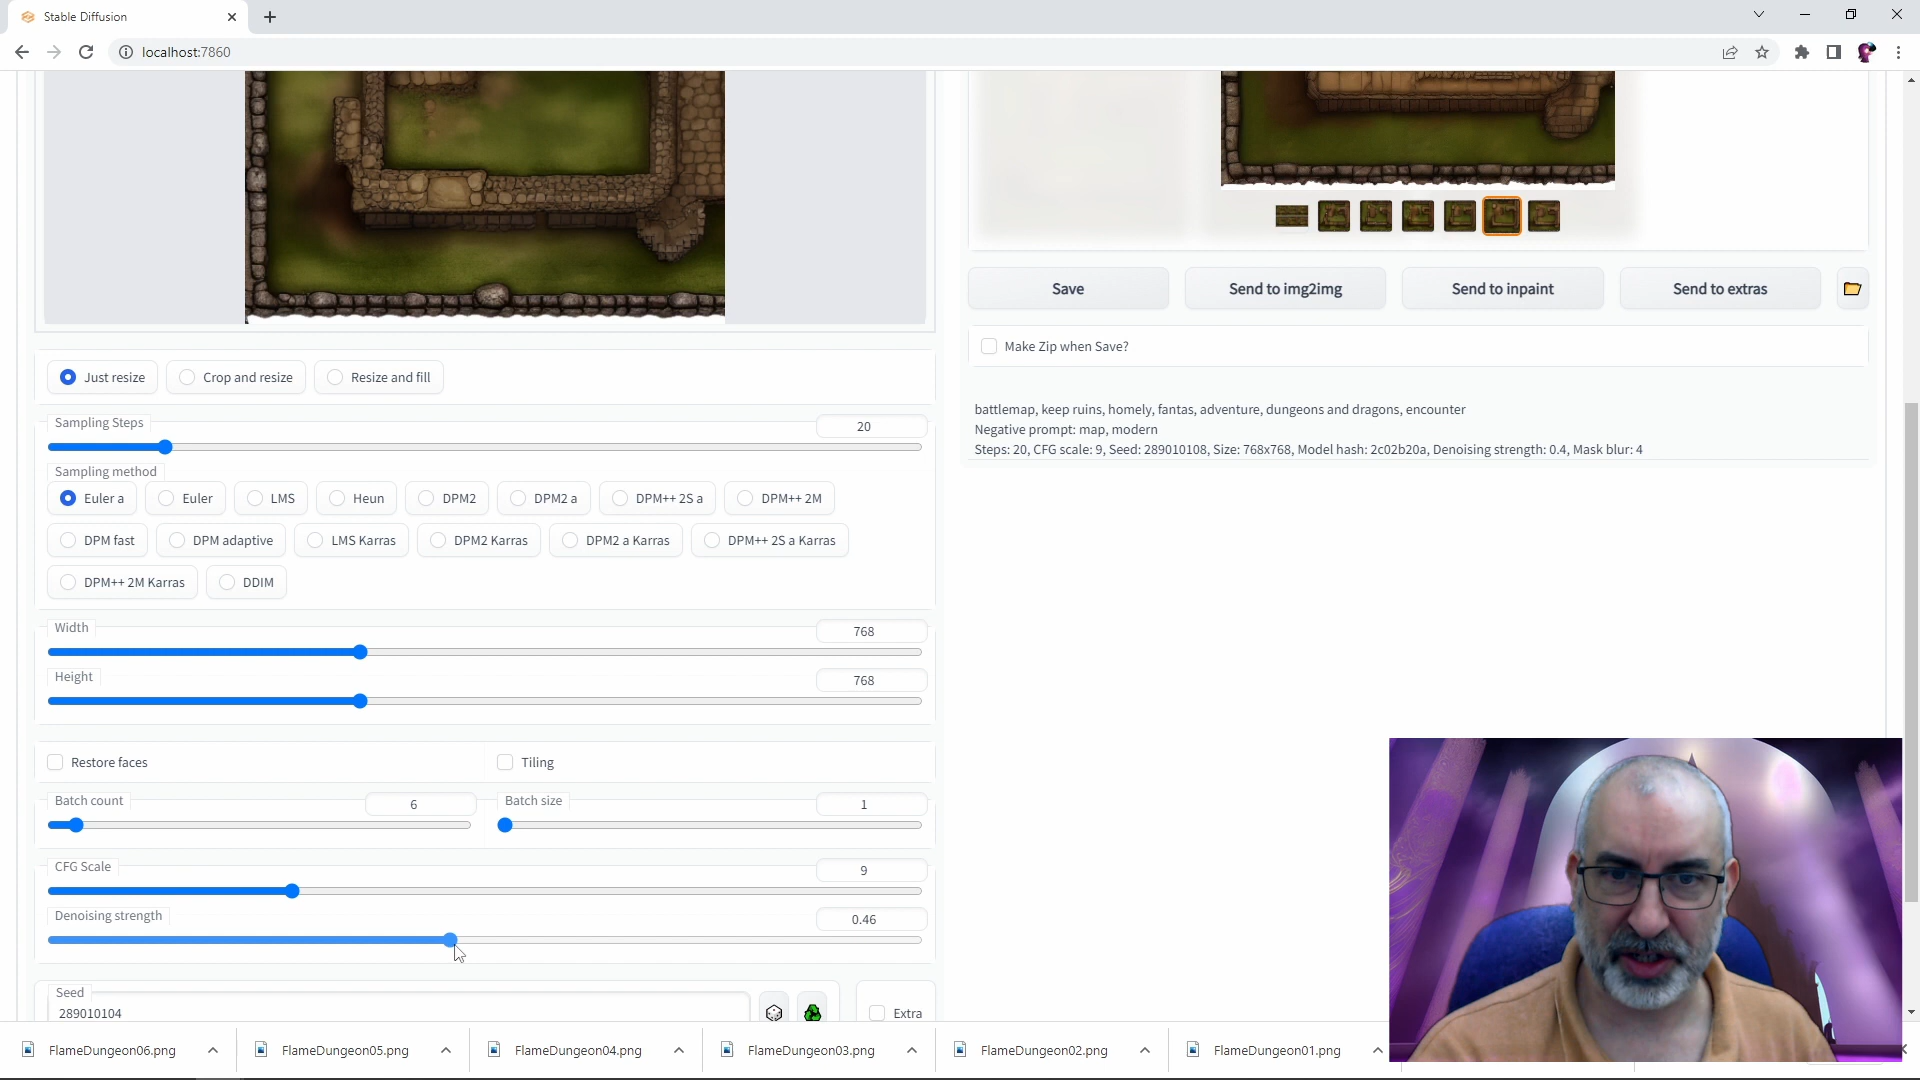 Stable Diffusion
localhost:7860
Save
Send to img2img
Send to inpaint
Send to extras
Make Zip when Save?
battlemap, keep ruins, homely, fantas, adventure, dungeons and dragons, encounter
Negative prompt: map, modern
Steps: 20, CFG scale: 9, Seed: 289010108, Size: 768x768, Model hash: 2c02b20a, Denoising strength: 0.4, Mask blur: 4
Just resize Crop and resize Resize and fill
Sampling Steps 20
Sampling method
Euler a Euler LMS Heun DPM2 DPM2 a DPM++ 2S a DPM++ 2M
DPM fast DPM adaptive LMS Karras DPM2 Karras DPM2 a Karras DPM++ 2S a Karras
DPM++ 2M Karras DDIM
Width 768
Height 768
Restore faces Tiling
Batch count 6 Batch size 1
CFG Scale 9
Denoising strength 0.46
Seed
289010104 Extra
FlameDungeon06.png FlameDungeon05.png FlameDungeon04.png FlameDungeon03.png FlameDungeon02.png FlameDungeon01.png